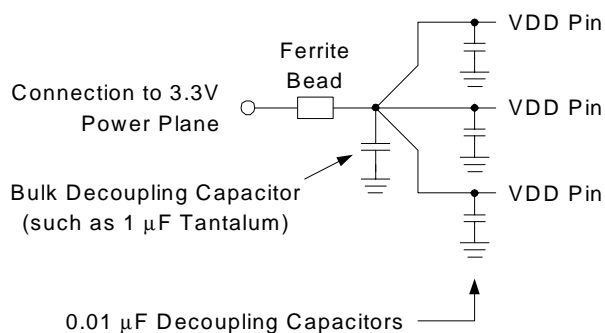 VDD Pin
Ferrite
Bead
Connection to 3.3V
Power Plane
VDD Pin
Bulk Decoupling Capacitor
(such as 1 μF Tantalum)
VDD Pin
0.01 μF Decoupling Capacitors